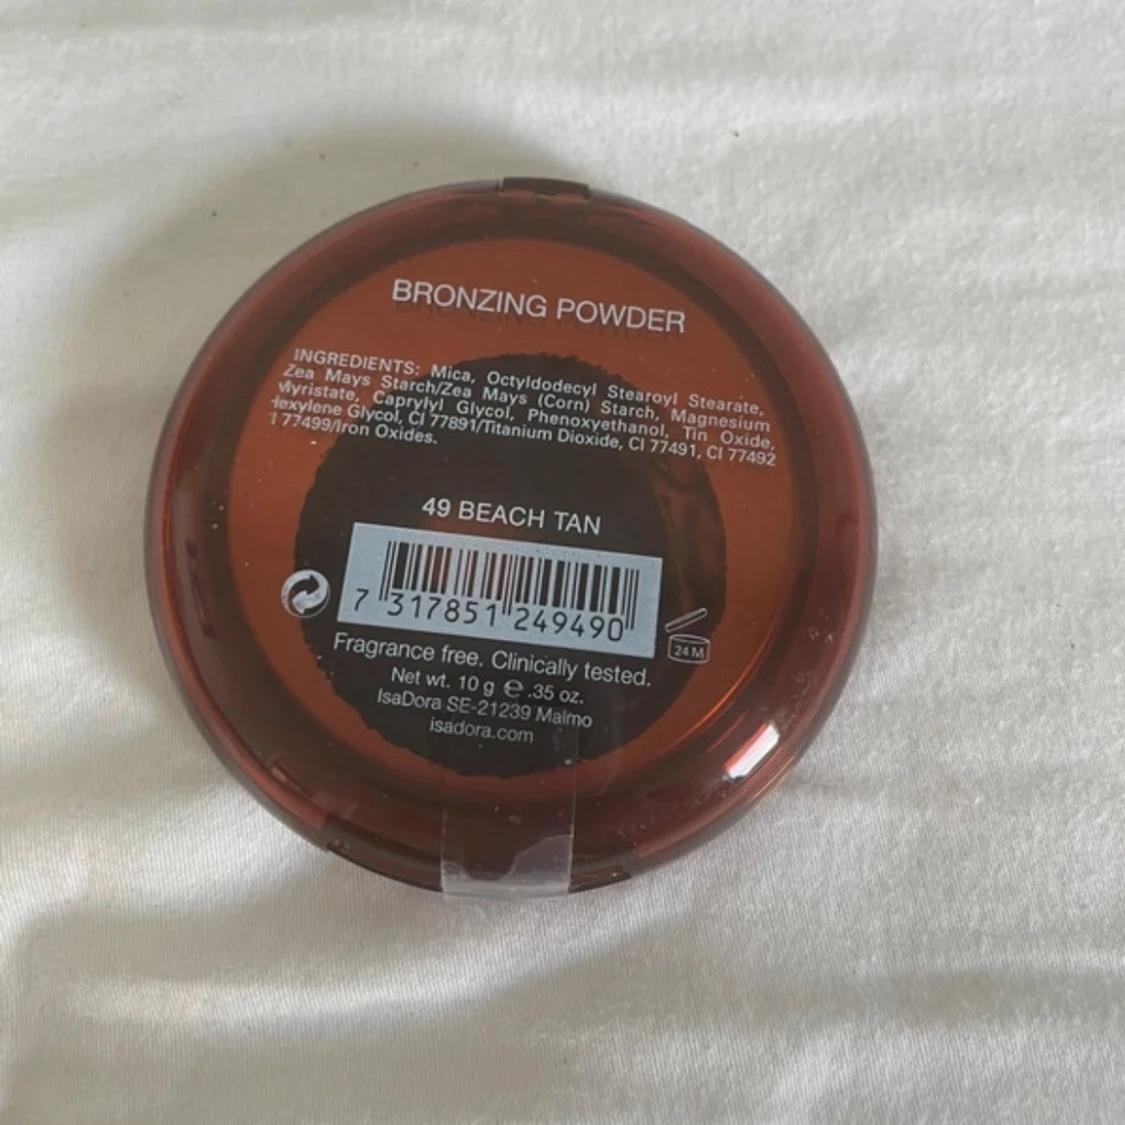 BRONZING POWDER
INGREDIENTS: Mica, Octyldodecyl Stearoyl Stearate,
Zea Mays Starch/Zea Mays (Corn) Starch, Magnesium
Myristate, Caprylyl Glycol, Phenoxyethanol, Tin Oxide,
Hexylene Glycol, CI 77891/Titanium Dioxide, CI 77491, CI 77492
I 77499/Iron Oxides.
49 BEACH TAN
7 317851 249490
24 M
Fragrance free. Clinically tested.
Net wt. 10 g e .35 oz.
IsaDora SE-21239 Malmo
isadora.com